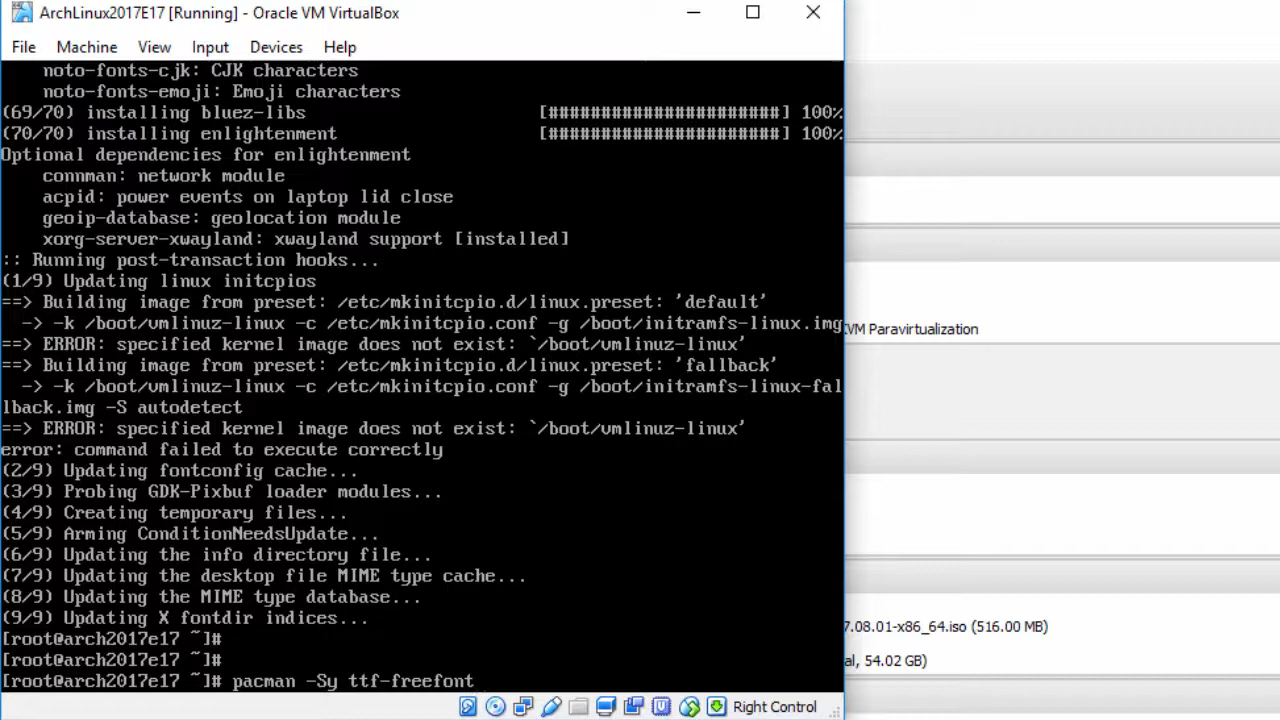 ArchLinux2017E17 [Running] - Oracle VM VirtualBox
File Machine View Input Devices Help
noto-fonts-cjk: CJK characters
noto-fonts-emoji: Emoji characters
(69/70) installing bluez-libs [######################] 100%
(70/70) installing enlightenment [######################] 100%
Optional dependencies for enlightenment
connman: network module
acpid: power events on laptop lid close
geoip-database: geolocation module
xorg-server-xwayland: xwayland support [installed]
:: Running post-transaction hooks...
(1/9) Updating linux initcpios
==> Building image from preset: /etc/mkinitcpio.d/linux.preset: 'default'
-> -k /boot/vmlinuz-linux -c /etc/mkinitcpio.conf -g /boot/initramfs-linux.img
==> ERROR: specified kernel image does not exist: `/boot/vmlinuz-linux'
==> Building image from preset: /etc/mkinitcpio.d/linux.preset: 'fallback'
-> -k /boot/vmlinuz-linux -c /etc/mkinitcpio.conf -g /boot/initramfs-linux-fal
lback.img -S autodetect
==> ERROR: specified kernel image does not exist: `/boot/vmlinuz-linux'
error: command failed to execute correctly
(2/9) Updating fontconfig cache...
(3/9) Probing GDK-Pixbuf loader modules...
(4/9) Creating temporary files...
(5/9) Arming ConditionNeedsUpdate...
(6/9) Updating the info directory file...
(7/9) Updating the desktop file MIME type cache...
(8/9) Updating the MIME type database...
(9/9) Updating X fontdir indices...
[root@arch2017e17 ~]#
[root@arch2017e17 ~]#
[root@arch2017e17 ~]# pacman -Sy ttf-freefont
Right Control
KVM Paravirtualization
7.08.01-x86_64.iso (516.00 MB)
al, 54.02 GB)